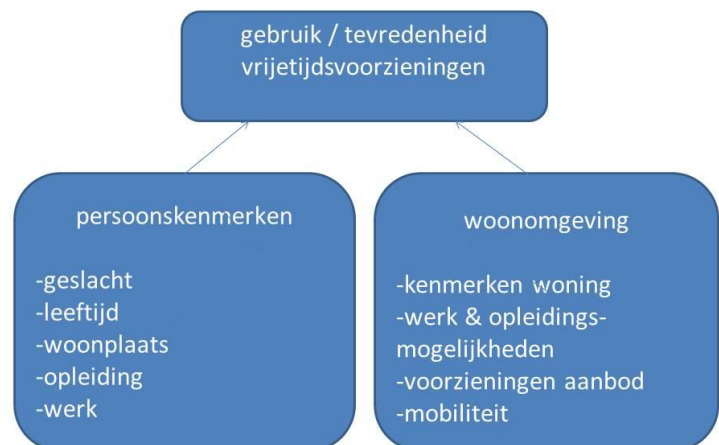 gebruik / tevredenheid
vrijetijdsvoorzieningen
persoonskenmerken
-geslacht
-leeftijd
-woonplaats
-opleiding
-werk
woonomgeving
-kenmerken woning
-werk & opleidings-
mogelijkheden
-voorzieningen aanbod
-mobiliteit